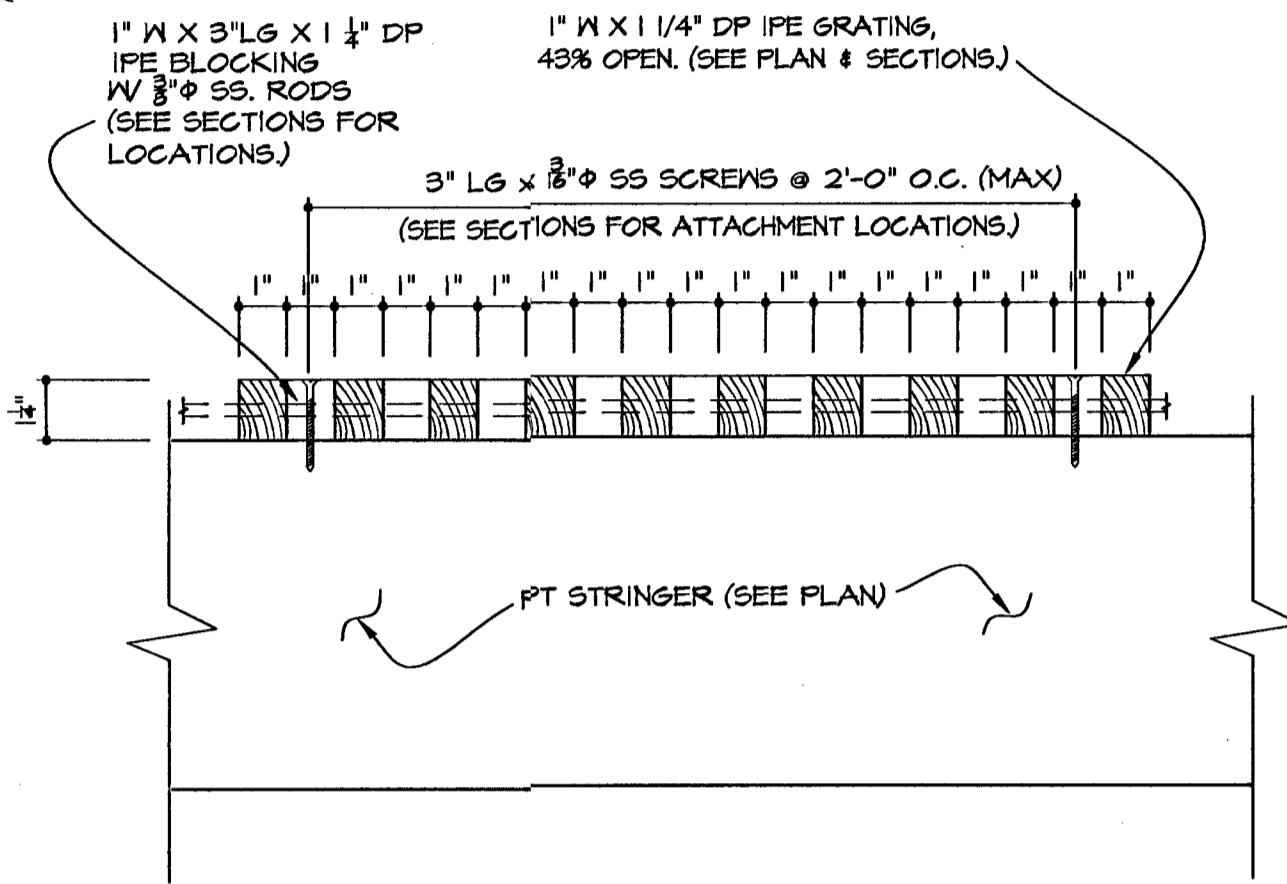 1" W X 3"LG X 1 1/4" DP
IPE BLOCKING
W/ 3/8"Φ SS. RODS
(SEE SECTIONS FOR
LOCATIONS.)
1" W X 1 1/4" DP IPE GRATING,
43% OPEN. (SEE PLAN & SECTIONS.)
3" LG x 3/16"Φ SS SCREWS @ 2'-0" O.C. (MAX)
(SEE SECTIONS FOR ATTACHMENT LOCATIONS.)
1" 1" 1" 1" 1" 1" 1" 1" 1" 1" 1" 1" 1" 1" 1" 1" 1" 1" 1"
1 1/4"
PT STRINGER (SEE PLAN)